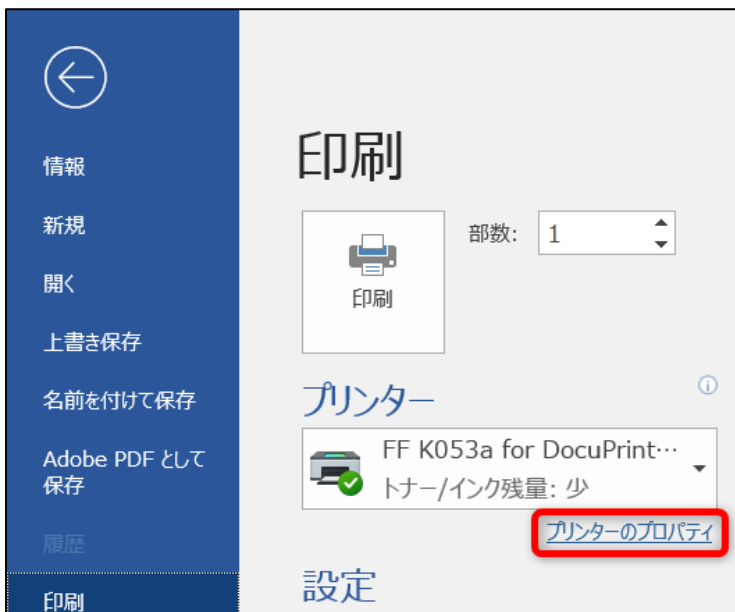 情報
新規
開く
上書き保存
名前を付けて保存
Adobe PDF として
保存
履歴
印刷
印刷
部数: 1
印刷
プリンター
FF K053a for DocuPrint…
トナー/インク残量: 少
プリンターのプロパティ
設定